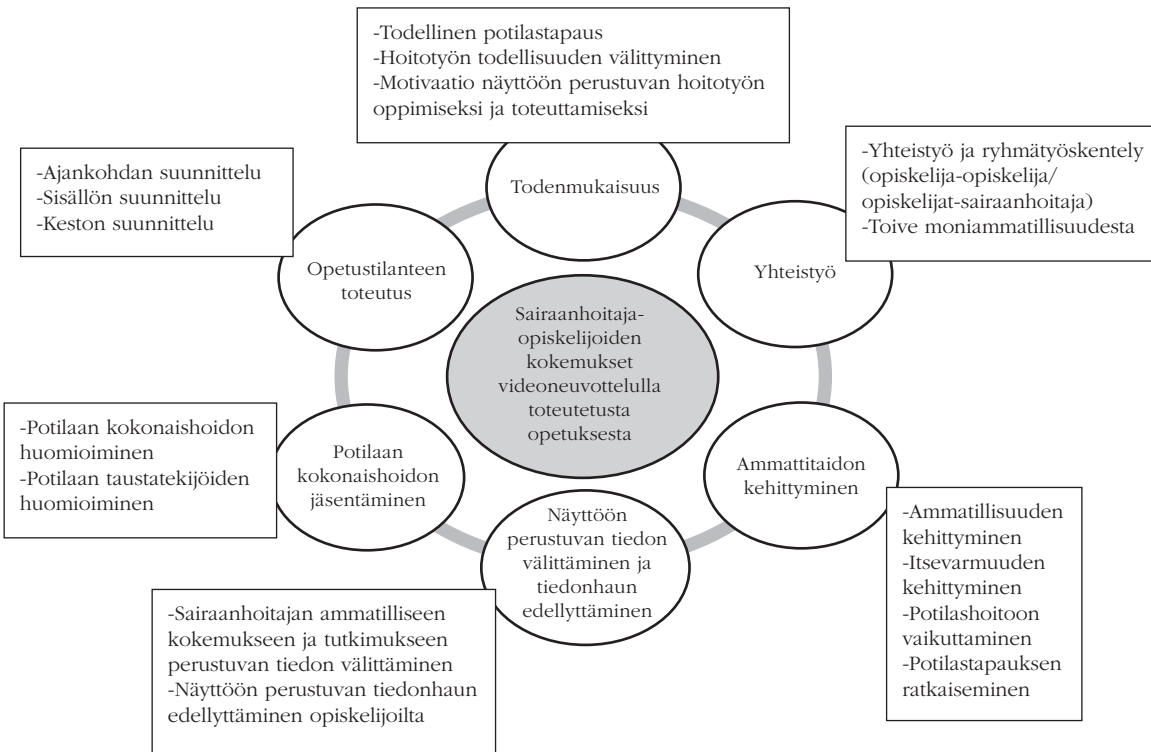 -Todellinen potilastapaus
-Hoitotyön todellisuuden välittyminen
-Motivaatio näyttöön perustuvan hoitotyön
oppimiseksi ja toteuttamiseksi
Todenmukaisuus
-Yhteistyö ja ryhmätyöskentely
(opiskelija-opiskelija/
opiskelijat-sairaanhoitaja)
-Toive moniammatillisuudesta
Yhteistyö
-Ajankohdan suunnittelu
-Sisällön suunnittelu
-Keston suunnittelu
Opetustilanteen
toteutus
Sairaanhoitaja-
opiskelijoiden
kokemukset
videoneuvottelulla
toteutetusta
opetuksesta
-Potilaan kokonaishoidon
huomioiminen
-Potilaan taustatekijöiden
huomioiminen
Potilaan
kokonaishoidon
jäsentäminen
Ammattitaidon
kehittyminen
-Ammatillisuuden
kehittyminen
-Itsevarmuuden
kehittyminen
-Potilashoitoon
vaikuttaminen
-Potilastapauksen
ratkaiseminen
Näyttöön
perustuvan tiedon
välittäminen ja
tiedonhaun
edellyttäminen
-Sairaanhoitajan ammatilliseen
kokemukseen ja tutkimukseen
perustuvan tiedon välittäminen
-Näyttöön perustuvan tiedonhaun
edellyttäminen opiskelijoilta